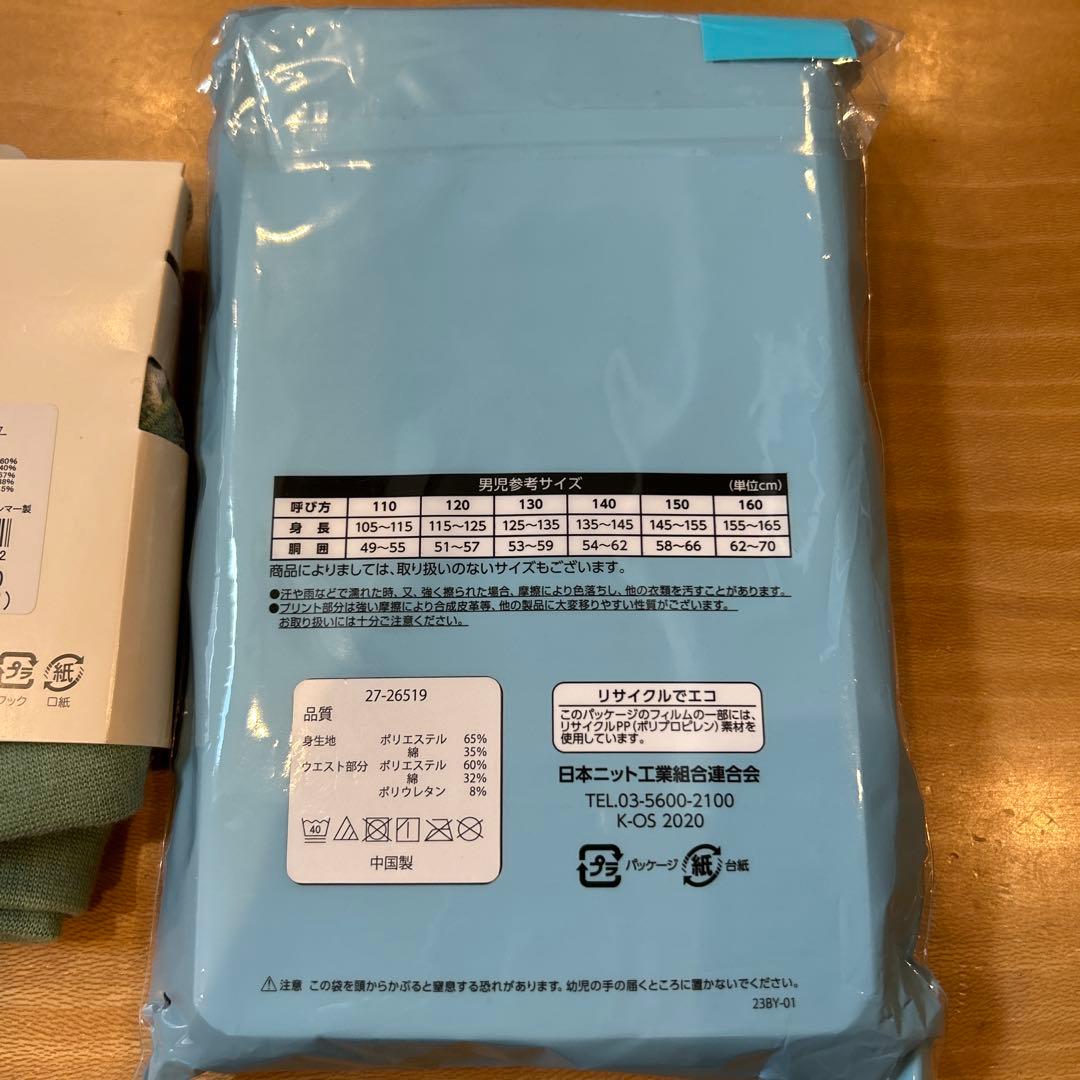 60%
40%
57%
38%
5%
ンマー製
2
プラ
紙
フック 口紙
男児参考サイズ (単位cm)
呼び方 110 120 130 140 150 160
身長 105〜115 115〜125 125〜135 135〜145 145〜155 155〜165
胴囲 49〜55 51〜57 53〜59 54〜62 58〜66 62〜70
商品によりましては、取り扱いのないサイズもございます。
●汗や雨などで濡れた時、又、強く擦られた場合、摩擦により色落ちし、他の衣類を汚すことがあります。
●プリント部分は強い摩擦により合成皮革等、他の製品に大変移りやすい性質がございます。
お取り扱いには十分ご注意ください。
27-26519
品質
身生地 ポリエステル 65%
綿 35%
ウエスト部分 ポリエステル 60%
綿 32%
ポリウレタン 8%
40
中国製
リサイクルでエコ
このパッケージのフィルムの一部には、
リサイクルPP(ポリプロピレン)素材を
使用しています。
日本ニット工業組合連合会
TEL.03-5600-2100
K-OS 2020
プラ パッケージ 紙 台紙
注意 この袋を頭からかぶると窒息する恐れがあります。幼児の手の届くところに置かないでください。
23BY-01